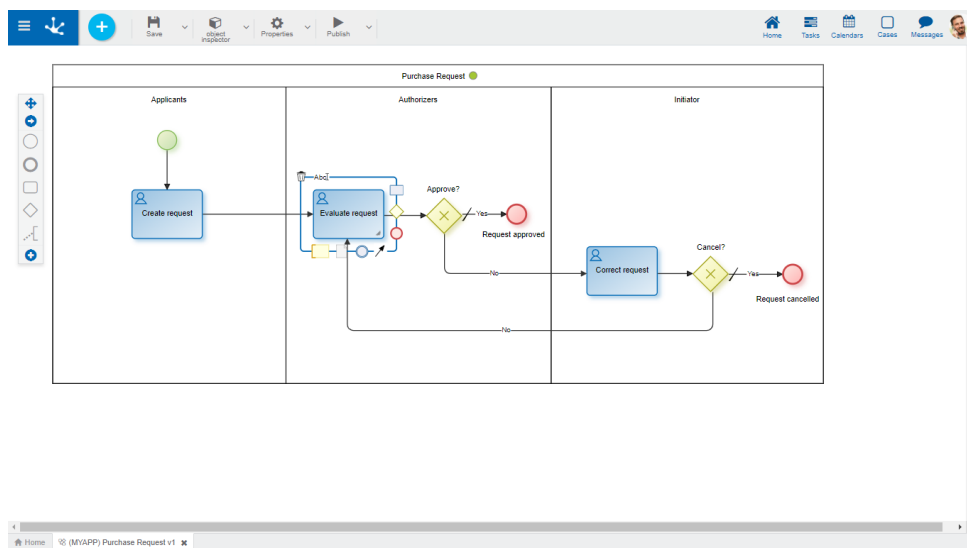 Save
object
inspector
Properties
Publish
Home
Tasks
Calendars
Cases
Messages
Purchase Request
Applicants
Authorizers
Initiator
Abc
Create request
Evaluate request
Approve?
Yes
Request approved
No
Correct request
Cancel?
Yes
Request cancelled
No
Home
(MYAPP) Purchase Request v1